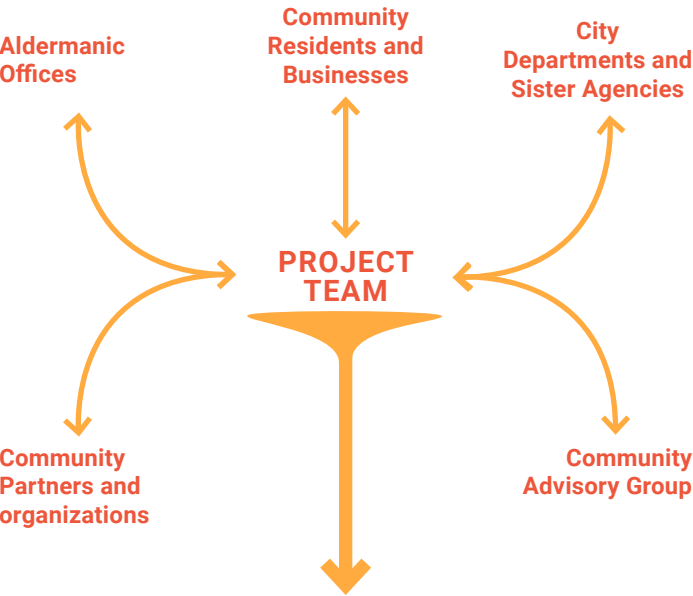 Aldermanic
Offices
Community
Residents and
Businesses
City
Departments and
Sister Agencies
PROJECT
TEAM
Community
Partners and
organizations
Community
Advisory Group